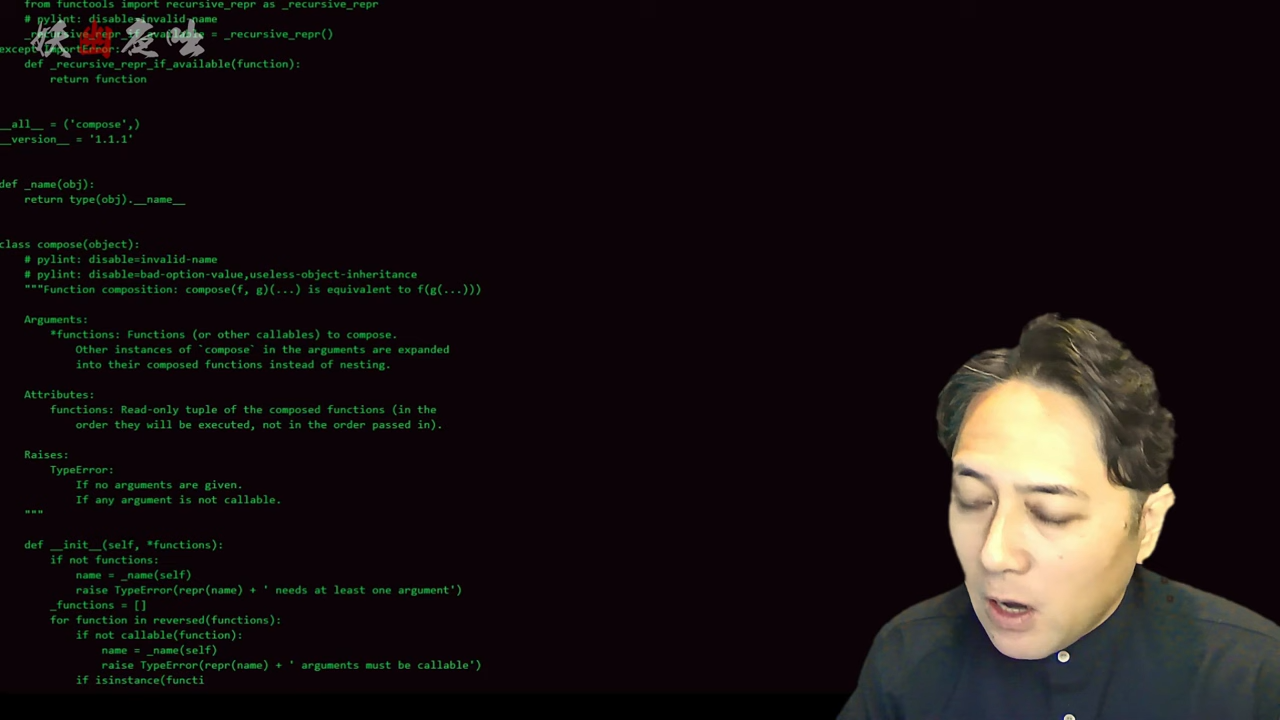 from functools import recursive_repr as _recursive_repr
# pylint: disable=invalid-name
_recursive_repr_if_available = _recursive_repr()
except ImportError:
def _recursive_repr_if_available(function):
return function
__all__ = ('compose',)
__version__ = '1.1.1'
def _name(obj):
return type(obj).__name__
class compose(object):
# pylint: disable=invalid-name
# pylint: disable=bad-option-value,useless-object-inheritance
"""Function composition: compose(f, g)(...) is equivalent to f(g(...)))
Arguments:
*functions: Functions (or other callables) to compose.
Other instances of `compose` in the arguments are expanded
into their composed functions instead of nesting.
Attributes:
functions: Read-only tuple of the composed functions (in the
order they will be executed, not in the order passed in).
Raises:
TypeError:
If no arguments are given.
If any argument is not callable.
"""
def __init__(self, *functions):
if not functions:
name = _name(self)
raise TypeError(repr(name) + ' needs at least one argument')
_functions = []
for function in reversed(functions):
if not callable(function):
name = _name(self)
raise TypeError(repr(name) + ' arguments must be callable')
if isinstance(functi